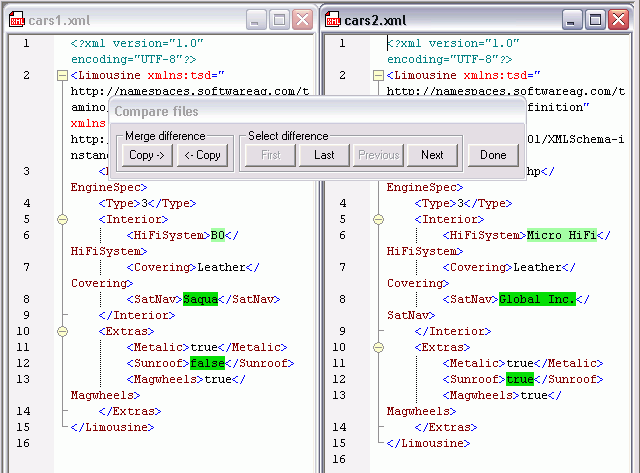 cars1.xml
1 <?xml version="1.0"
encoding="UTF-8"?>
2 <Limousine xmlns:tsd="
http://namespaces.softwareag.com/t
amino/
xmlns
http:
nstanc
3
EngineSpec>
4 <Type>3</Type>
5 <Interior>
6 <HiFiSystem>BO</
HiFiSystem>
7 <Covering>Leather</
Covering>
8 <SatNav>Saqua</SatNav>
9 </Interior>
10 <Extras>
11 <Metalic>true</Metalic>
12 <Sunroof>false</Sunroof>
13 <Magwheels>true</
Magwheels>
14 </Extras>
15 </Limousine>
16
Compare files
Merge difference
Copy ->
<- Copy
Select difference
First
Last
Previous
Next
Done
cars2.xml
1 <?xml version="1.0"
encoding="UTF-8"?>
2 <Limousine xmlns:tsd="
http://namespaces.softwareag.com/t
finition"
01/XMLSchema-i
3 hp</
EngineSpec>
4 <Type>3</Type>
5 <Interior>
6 <HiFiSystem>Micro HiFi</
HiFiSystem>
7 <Covering>Leather</
Covering>
8 <SatNav>Global Inc.</
SatNav>
9 </Interior>
10 <Extras>
11 <Metalic>true</Metalic>
12 <Sunroof>true</Sunroof>
13 <Magwheels>true</
Magwheels>
14 </Extras>
15 </Limousine>
16